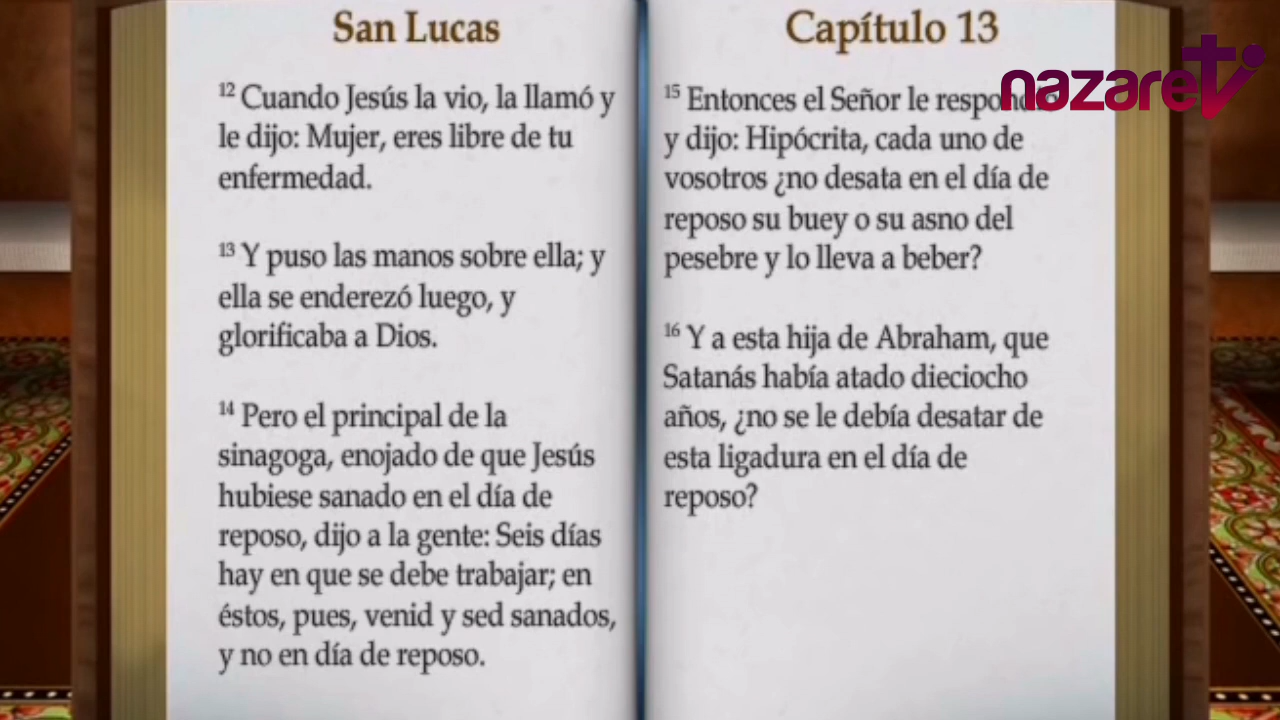 San Lucas
12 Cuando Jesús la vio, la llamó y
le dijo: Mujer, eres libre de tu
enfermedad.
13 Y puso las manos sobre ella; y
ella se enderezó luego, y
glorificaba a Dios.
14 Pero el principal de la
sinagoga, enojado de que Jesús
hubiese sanado en el día de
reposo, dijo a la gente: Seis días
hay en que se debe trabajar; en
éstos, pues, venid y sed sanados,
y no en día de reposo.
Capítulo 13
nazaretv
15 Entonces el Señor le
y dijo: Hipócrita, cada uno de
vosotros ¿no desata en el día de
reposo su buey o su asno del
pesebre y lo lleva a beber?
16 Y a esta hija de Abraham, que
Satanás había atado dieciocho
años, ¿no se le debía desatar de
esta ligadura en el día de
reposo?